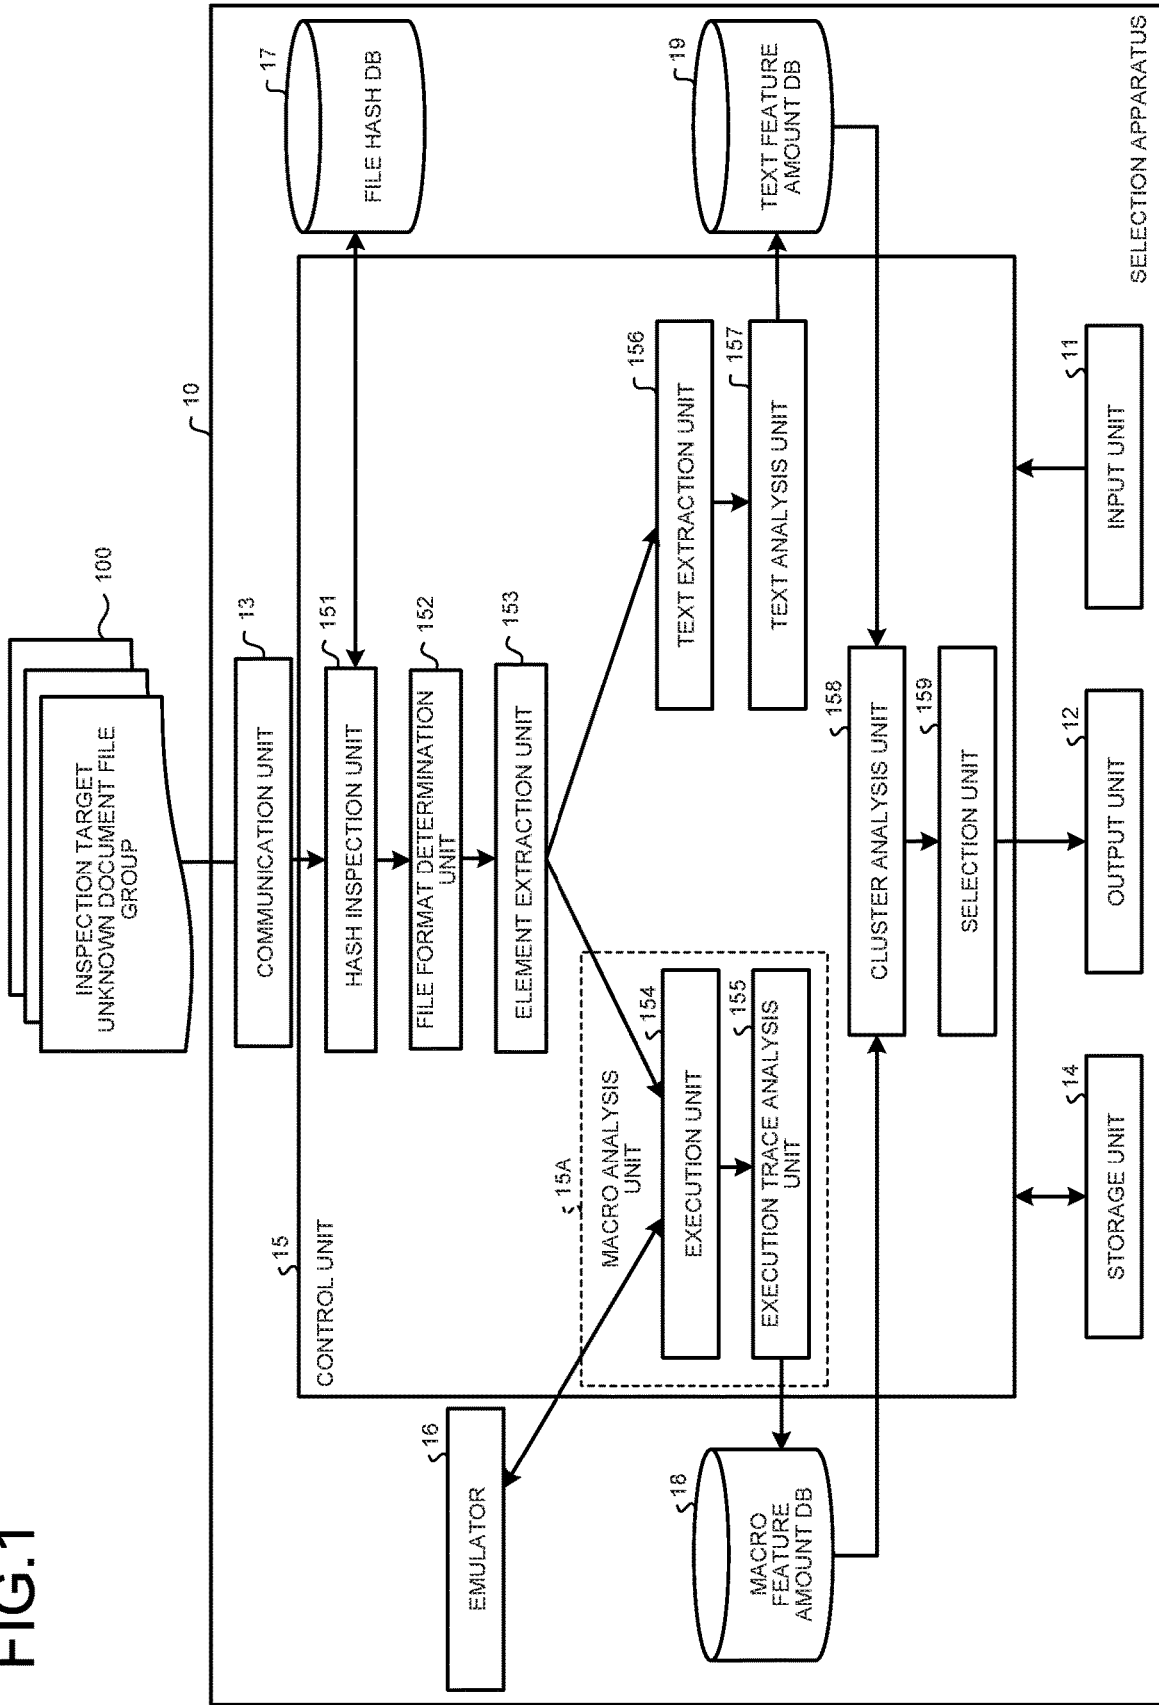 FIG.1
100
INSPECTION TARGET
UNKNOWN DOCUMENT FILE
GROUP
10
13
COMMUNICATION UNIT
15
CONTROL UNIT
151
HASH INSPECTION UNIT
17
FILE HASH DB
152
FILE FORMAT DETERMINATION
UNIT
16
EMULATOR
153
ELEMENT EXTRACTION UNIT
15A
MACRO ANALYSIS
UNIT
154
EXECUTION UNIT
156
TEXT EXTRACTION UNIT
18
MACRO
FEATURE
AMOUNT DB
155
EXECUTION TRACE ANALYSIS
UNIT
157
TEXT ANALYSIS UNIT
19
TEXT FEATURE
AMOUNT DB
158
CLUSTER ANALYSIS UNIT
159
SELECTION UNIT
14
STORAGE UNIT
12
OUTPUT UNIT
11
INPUT UNIT
SELECTION APPARATUS